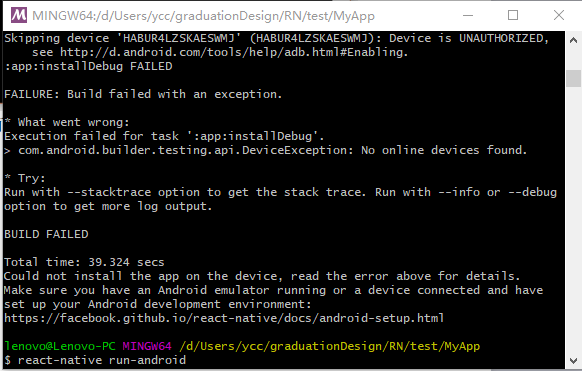 MINGW64:/d/Users/ycc/graduationDesign/RN/test/MyApp
Skipping device 'HABUR4LZSKAESWMJ' (HABUR4LZSKAESWMJ): Device is UNAUTHORIZED,
see http://d.android.com/tools/help/adb.html#Enabling.
:app:installDebug FAILED
FAILURE: Build failed with an exception.
* What went wrong:
Execution failed for task ':app:installDebug'.
> com.android.builder.testing.api.DeviceException: No online devices found.
* Try:
Run with --stacktrace option to get the stack trace. Run with --info or --debug
option to get more log output.
BUILD FAILED
Total time: 39.324 secs
Could not install the app on the device, read the error above for details.
Make sure you have an Android emulator running or a device connected and have
set up your Android development environment:
https://facebook.github.io/react-native/docs/android-setup.html
lenovo@Lenovo-PC MINGW64 /d/Users/ycc/graduationDesign/RN/test/MyApp
$ react-native run-android